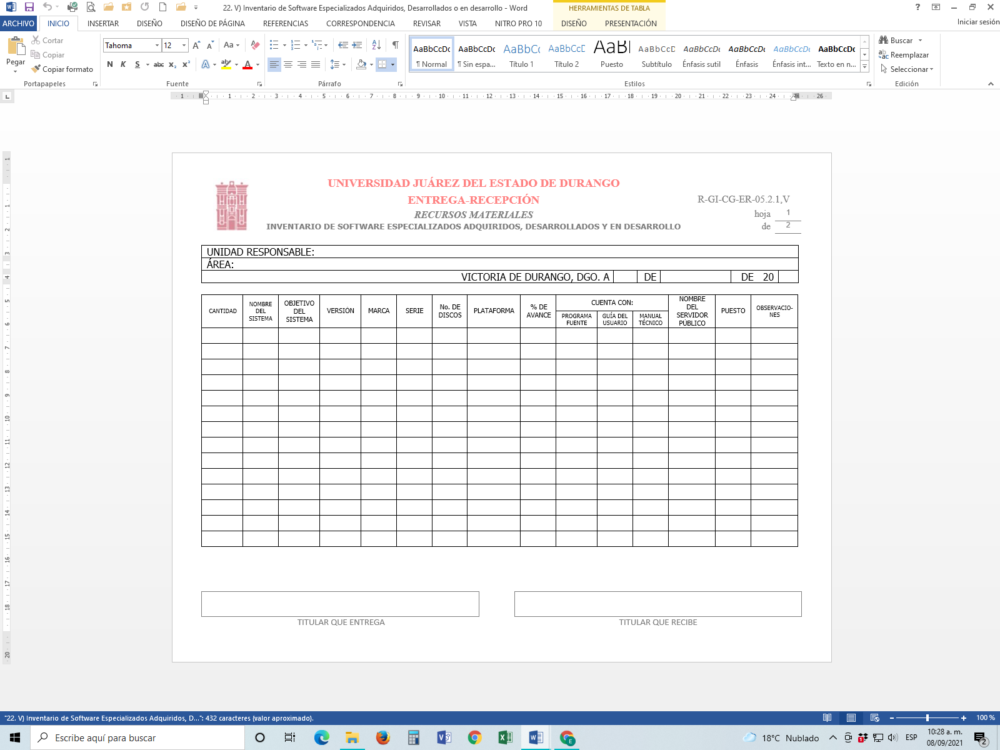 22. V) Inventario de Software Especializados Adquiridos, Desarrollados o en desarrollo - Word
HERRAMIENTAS DE TABLA
?
ARCHIVO INICIO INSERTAR DISEÑO DISEÑO DE PÁGINA REFERENCIAS CORRESPONDENCIA REVISAR VISTA NITRO PRO 10 DISEÑO PRESENTACIÓN Iniciar sesión
Pegar
Cortar
Copiar
Copiar formato
Portapapeles
Tahoma 12
N K S abc x₂ x²
Fuente
Párrafo
AaBbCcDc AaBbCcDc AaBbC AaBbCcD AaB AaBbCcD AaBbCcDc AaBbCcDc AaBbCcDc AaBbCcDc
¶ Normal ¶ Sin espa... Título 1 Título 2 Puesto Subtítulo Énfasis sutil Énfasis Énfasis int... Texto en n...
Estilos
Buscar
Reemplazar
Seleccionar
Edición
1 1 2 3 4 5 6 7 8 9 10 11 12 13 14 15 16 17 18 19 20 21 22 23 24 26
UNIVERSIDAD JUÁREZ DEL ESTADO DE DURANGO
ENTREGA-RECEPCIÓN
RECURSOS MATERIALES
INVENTARIO DE SOFTWARE ESPECIALIZADOS ADQUIRIDOS, DESARROLLADOS Y EN DESARROLLO
R-GI-CG-ER-05.2.1,V
hoja 1
de 2
UNIDAD RESPONSABLE:
ÁREA:
VICTORIA DE DURANGO, DGO. A DE DE 20
CANTIDAD
NOMBRE DEL SISTEMA
OBJETIVO DEL SISTEMA
VERSIÓN
MARCA
SERIE
No. DE DISCOS
PLATAFORMA
% DE AVANCE
CUENTA CON:
PROGRAMA FUENTE
GUÍA DEL USUARIO
MANUAL TÉCNICO
NOMBRE DEL SERVIDOR PÚBLICO
PUESTO
OBSERVACIO-NES
TITULAR QUE ENTREGA
TITULAR QUE RECIBE
1 1 2 3 4 5 6 7 8 9 10 11 12 13 14 15 16 17 18 20
"22. V) Inventario de Software Especializados Adquiridos, D...": 432 caracteres (valor aproximado).
100 %
Escribe aquí para buscar
18°C Nublado
ESP
10:28 a. m.
08/09/2021
2